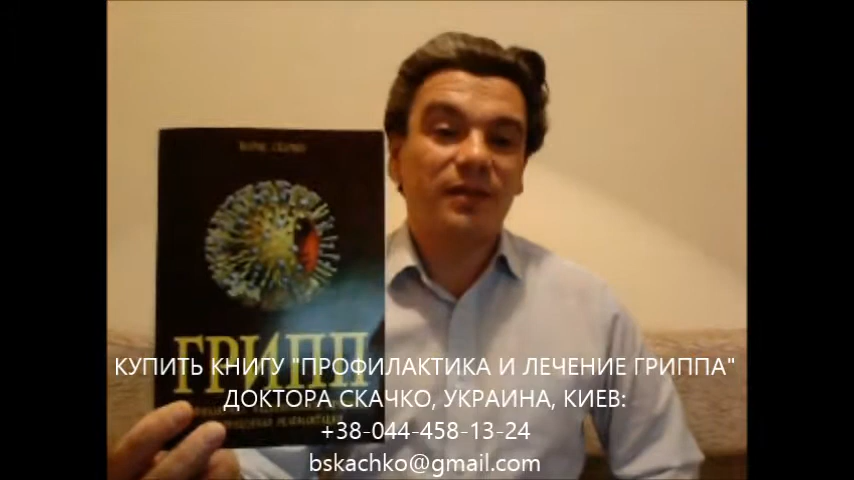 ГРИПП
КУПИТЬ КНИГУ "ПРОФИЛАКТИКА И ЛЕЧЕНИЕ ГРИППА"
ДОКТОРА СКАЧКО, УКРАИНА, КИЕВ:
+38-044-458-13-24
bskachko@gmail.com